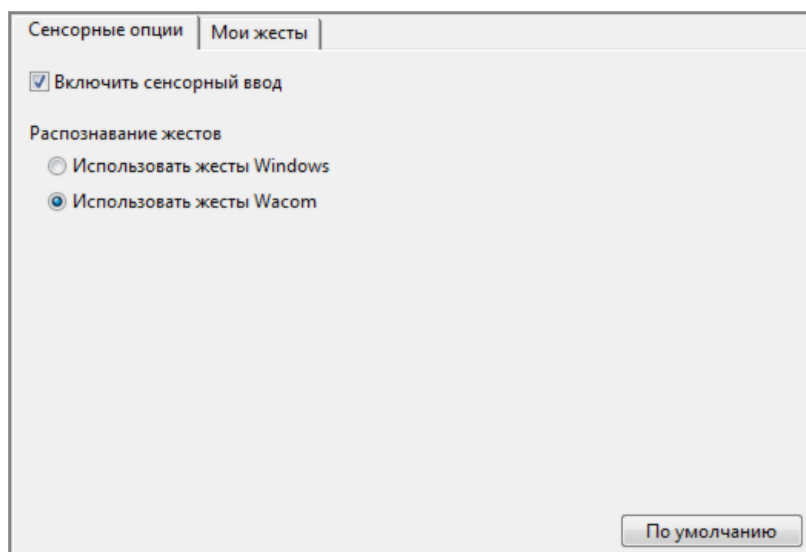 Сенсорные опции
Мои жесты
Включить сенсорный ввод
Распознавание жестов
Использовать жесты Windows
Использовать жесты Wacom
По умолчанию